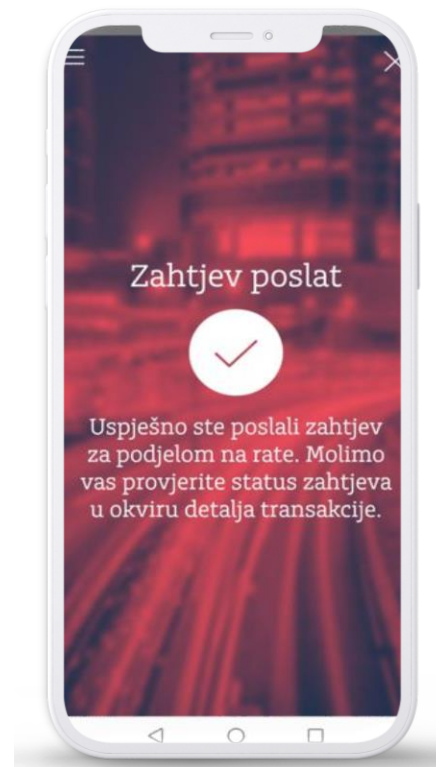 Zahtjev poslat
Uspješno ste poslali zahtjev
za podjelom na rate. Molimo
vas provjerite status zahtjeva
u okviru detalja transakcije.